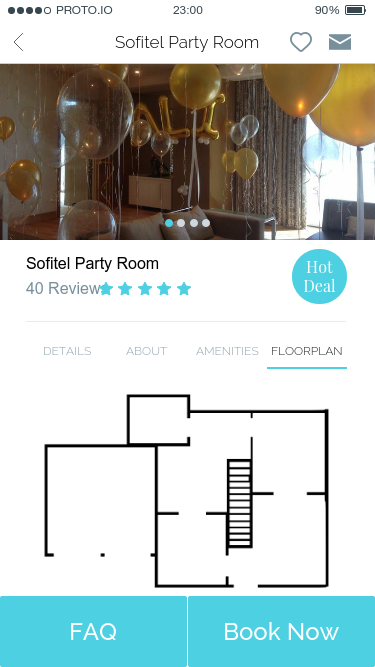 PROTO.IO 23:00 90%
Sofitel Party Room
Sofitel Party Room
40 Review
Hot
Deal
DETAILS ABOUT AMENITIES FLOORPLAN
FAQ Book Now